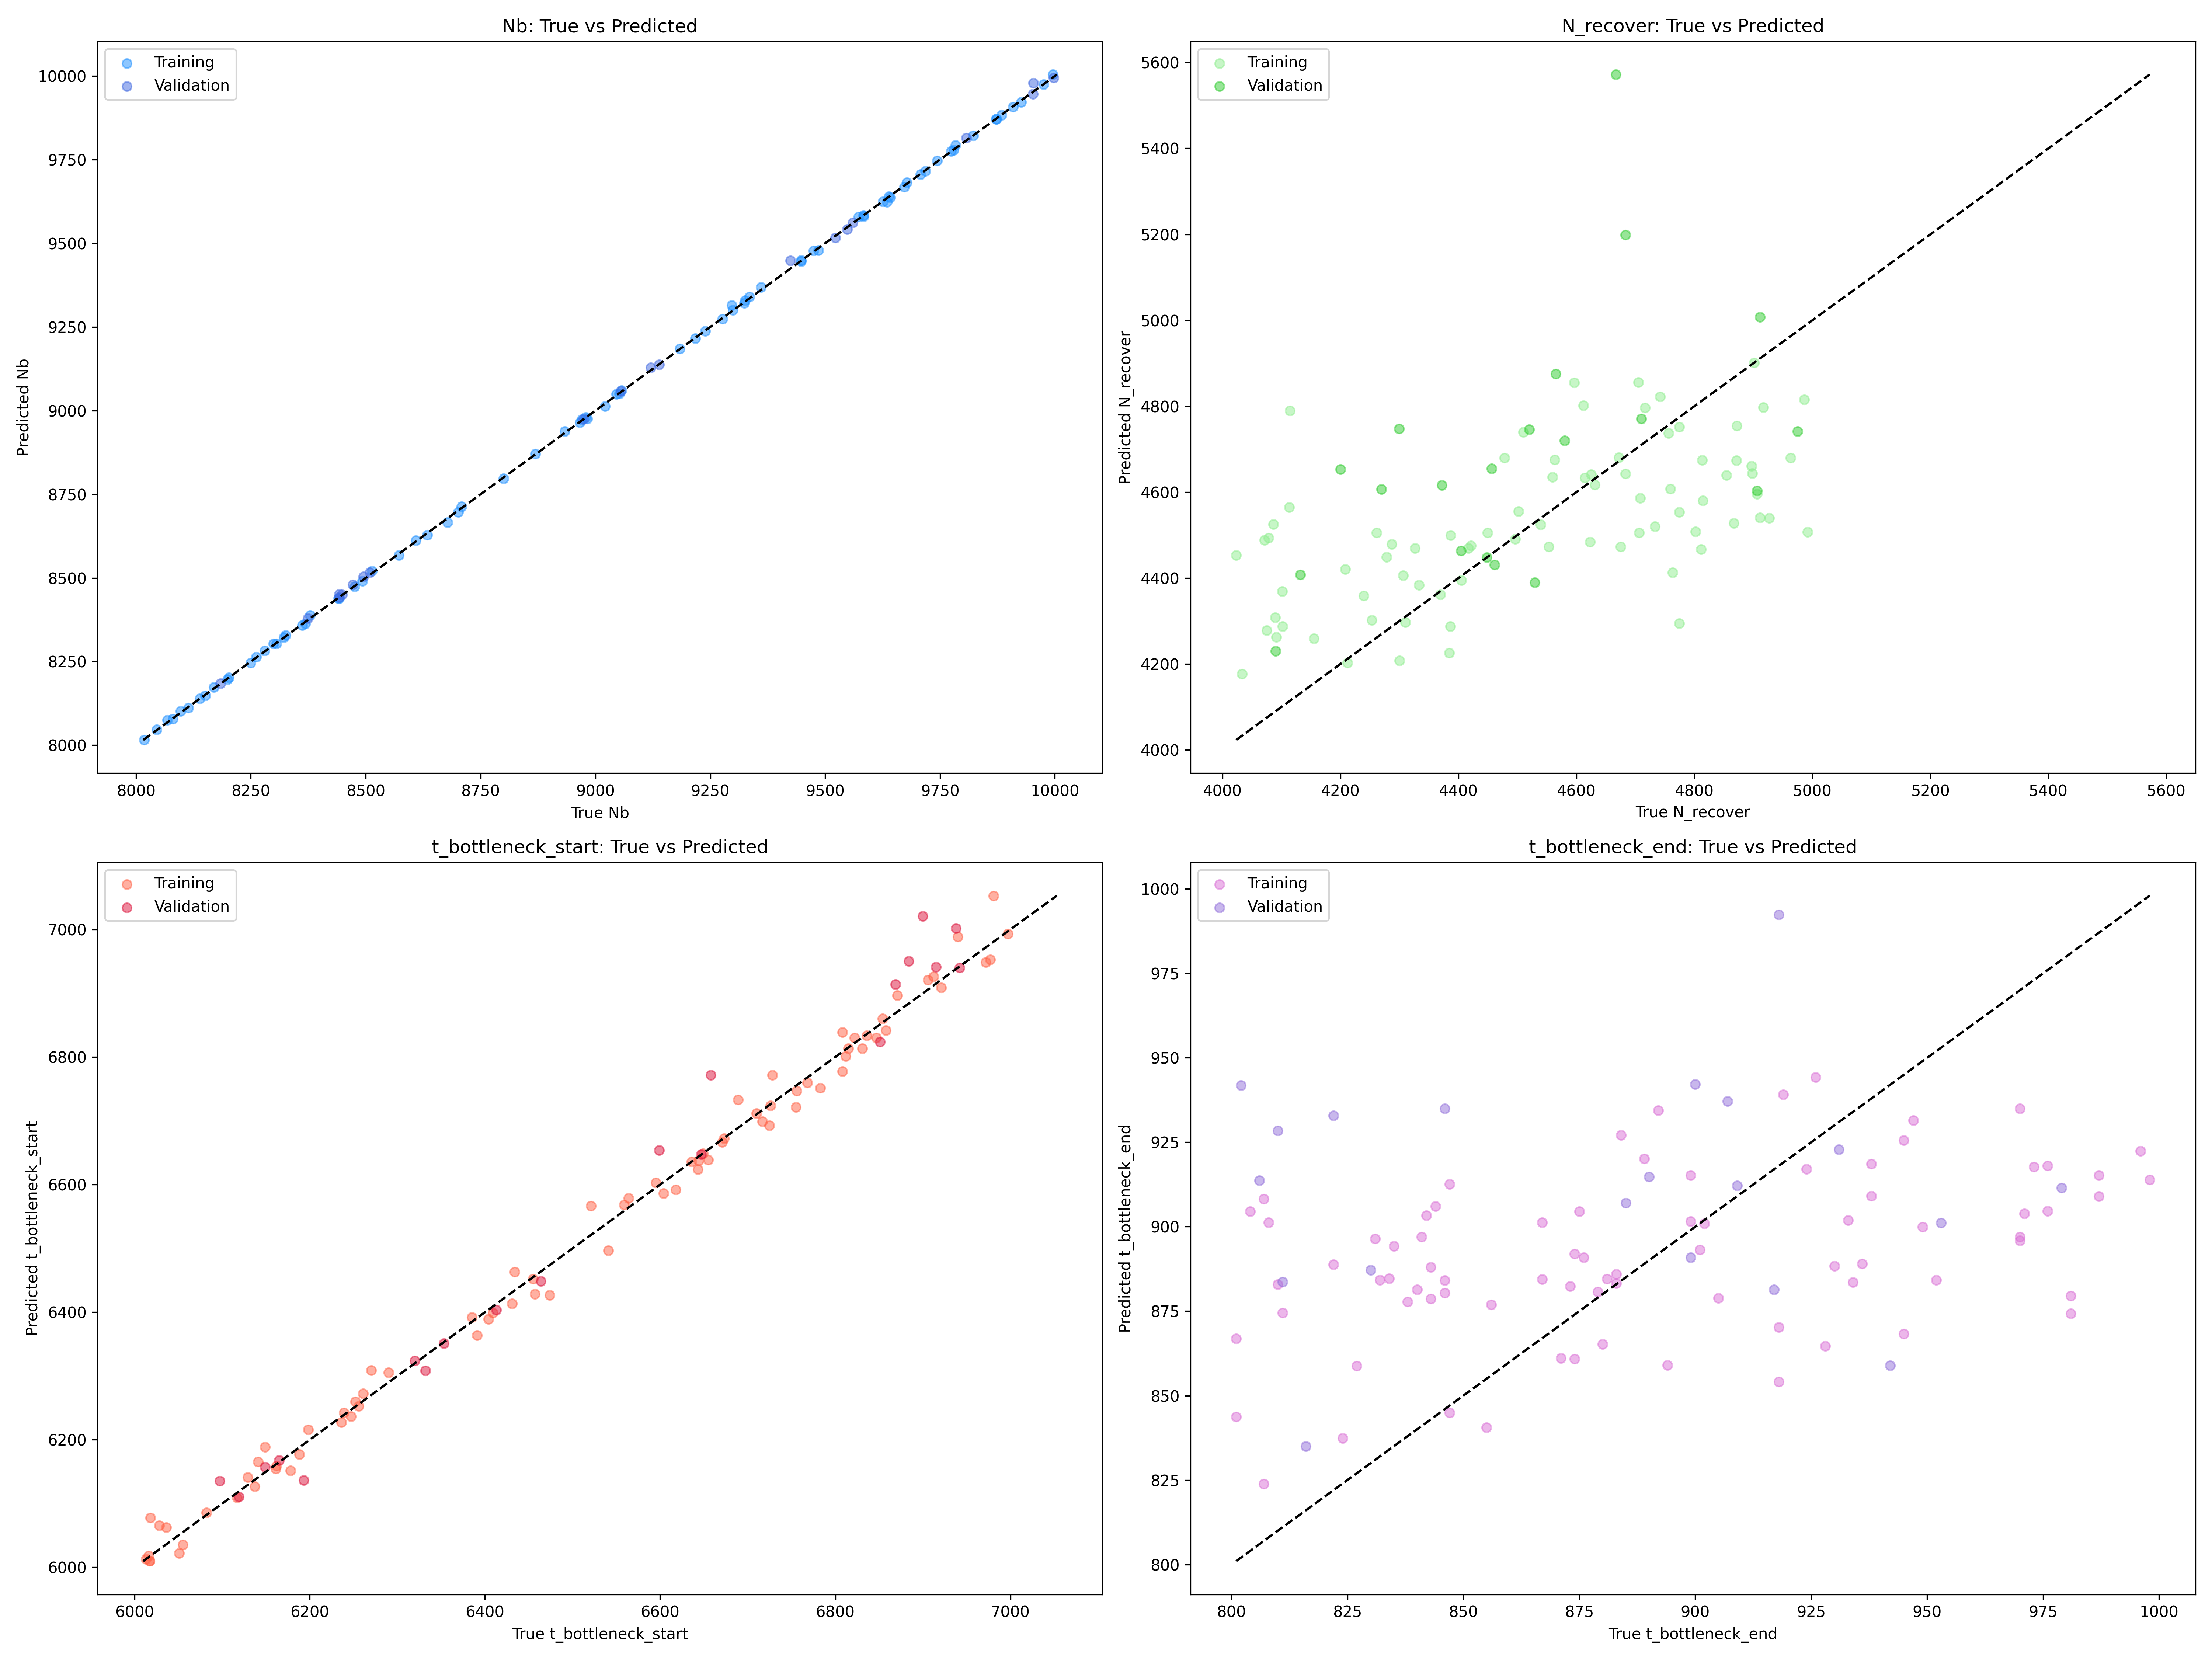 Nb: True vs Predicted
Training
Validation
10000
9750
9500
9250
9000
8750
8500
8250
8000
Predicted Nb
8000 8250 8500 8750 9000 9250 9500 9750 10000
True Nb
N_recover: True vs Predicted
Training
Validation
5600
5400
5200
5000
4800
4600
4400
4200
4000
Predicted N_recover
4000 4200 4400 4600 4800 5000 5200 5400 5600
True N_recover
t_bottleneck_start: True vs Predicted
Training
Validation
7000
6800
6600
6400
6200
6000
Predicted t_bottleneck_start
6000 6200 6400 6600 6800 7000
True t_bottleneck_start
t_bottleneck_end: True vs Predicted
Training
Validation
1000
975
950
925
900
875
850
825
800
Predicted t_bottleneck_end
800 825 850 875 900 925 950 975 1000
True t_bottleneck_end